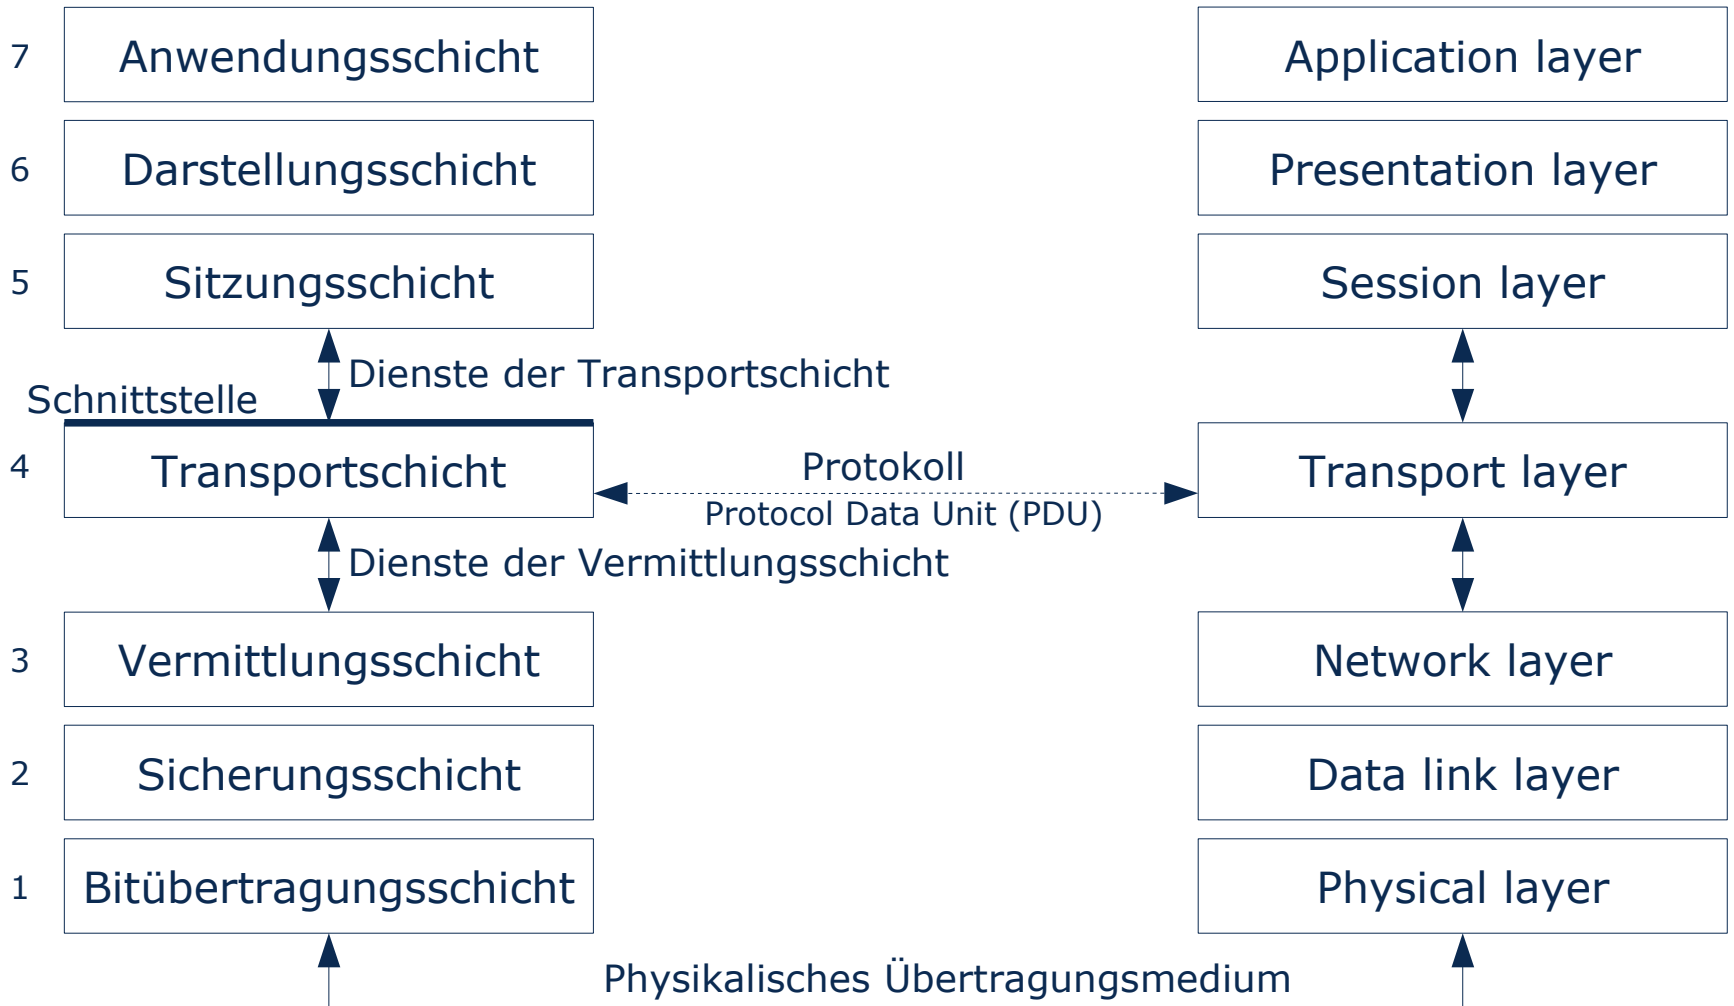 7 Anwendungsschicht Application layer
6 Darstellungsschicht Presentation layer
5 Sitzungsschicht Session layer
Dienste der Transportschicht
Schnittstelle
4 Transportschicht Protokoll Transport layer
Protocol Data Unit (PDU)
Dienste der Vermittlungsschicht
3 Vermittlungsschicht Network layer
2 Sicherungsschicht Data link layer
1 Bitübertragungsschicht Physical layer
Physikalisches Übertragungsmedium